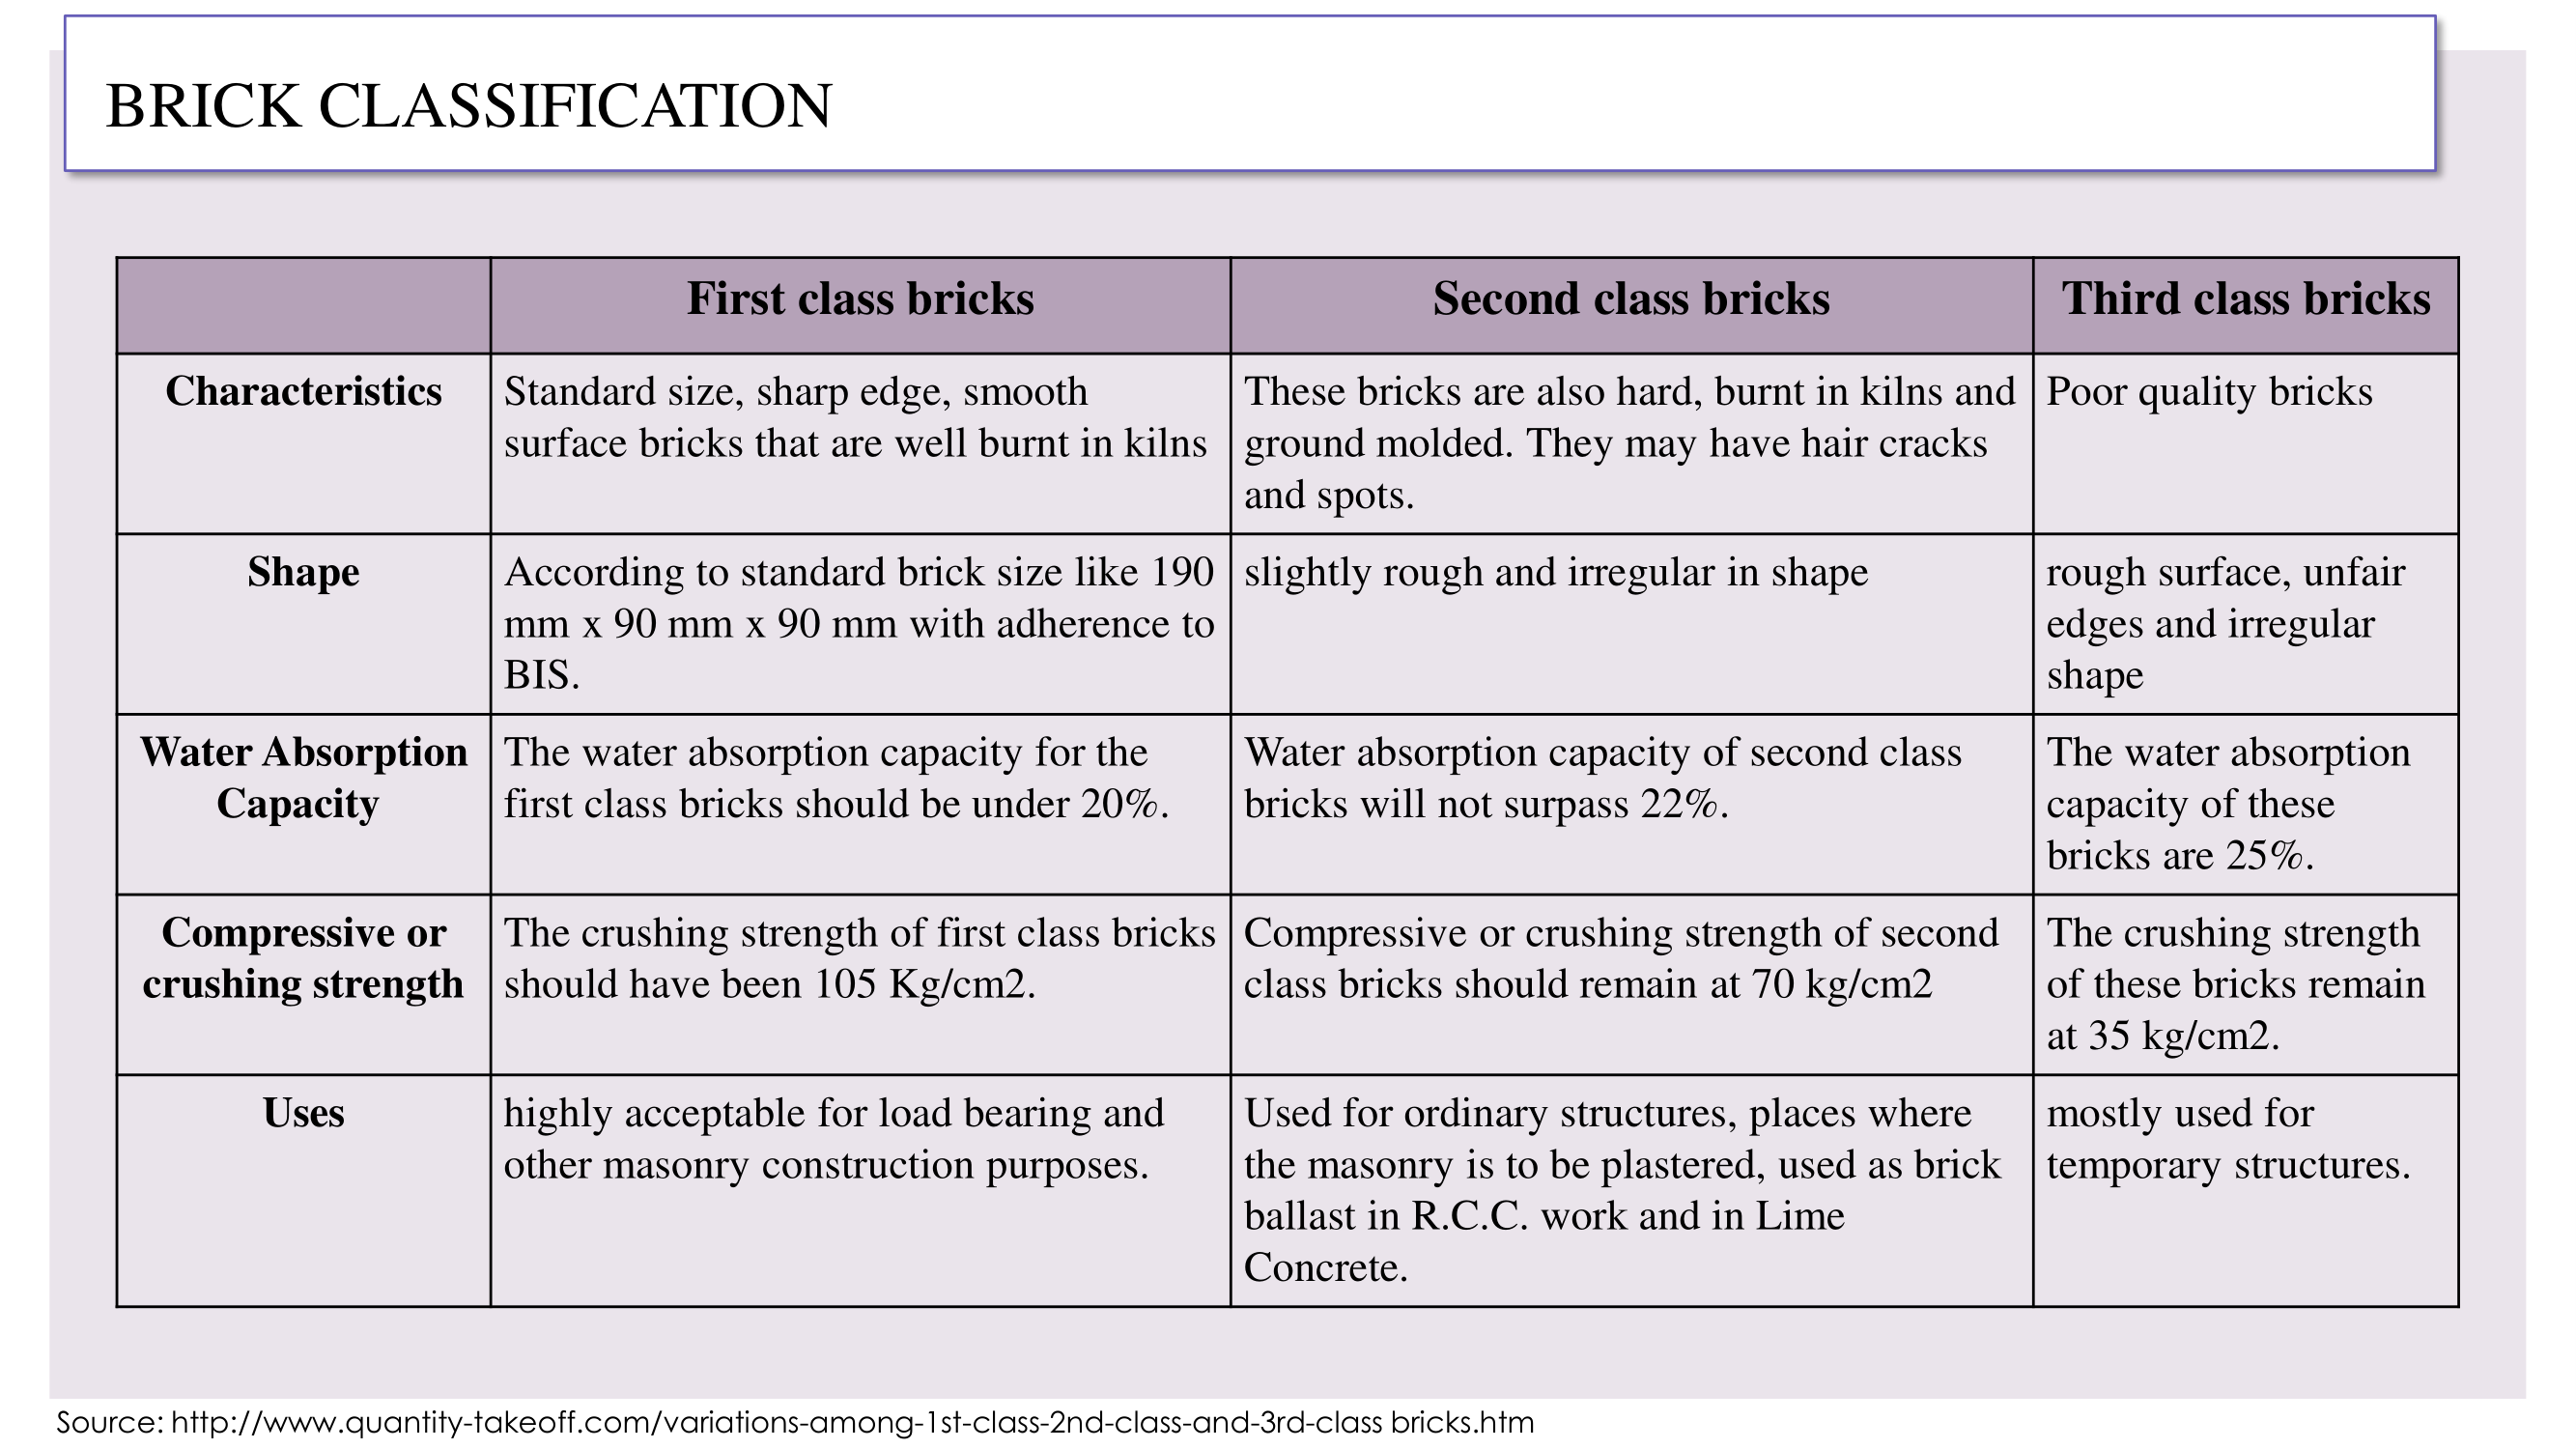 BRICK CLASSIFICATION
First class bricks
Second class bricks
Third class bricks
Characteristics
Standard size, sharp edge, smooth
surface bricks that are well burnt in kilns
These bricks are also hard, burnt in kilns and
ground molded. They may have hair cracks
and spots.
Poor quality bricks
Shape
According to standard brick size like 190
mm x 90 mm x 90 mm with adherence to
BIS.
slightly rough and irregular in shape
rough surface, unfair
edges and irregular
shape
Water Absorption
Capacity
The water absorption capacity for the
first class bricks should be under 20%.
Water absorption capacity of second class
bricks will not surpass 22%.
The water absorption
capacity of these
bricks are 25%.
Compressive or
crushing strength
The crushing strength of first class bricks
should have been 105 Kg/cm2.
Compressive or crushing strength of second
class bricks should remain at 70 kg/cm2
The crushing strength
of these bricks remain
at 35 kg/cm2.
Uses
highly acceptable for load bearing and
other masonry construction purposes.
Used for ordinary structures, places where
the masonry is to be plastered, used as brick
ballast in R.C.C. work and in Lime
Concrete.
mostly used for
temporary structures.
Source: http://www.quantity-takeoff.com/variations-among-1st-class-2nd-class-and-3rd-class bricks.htm